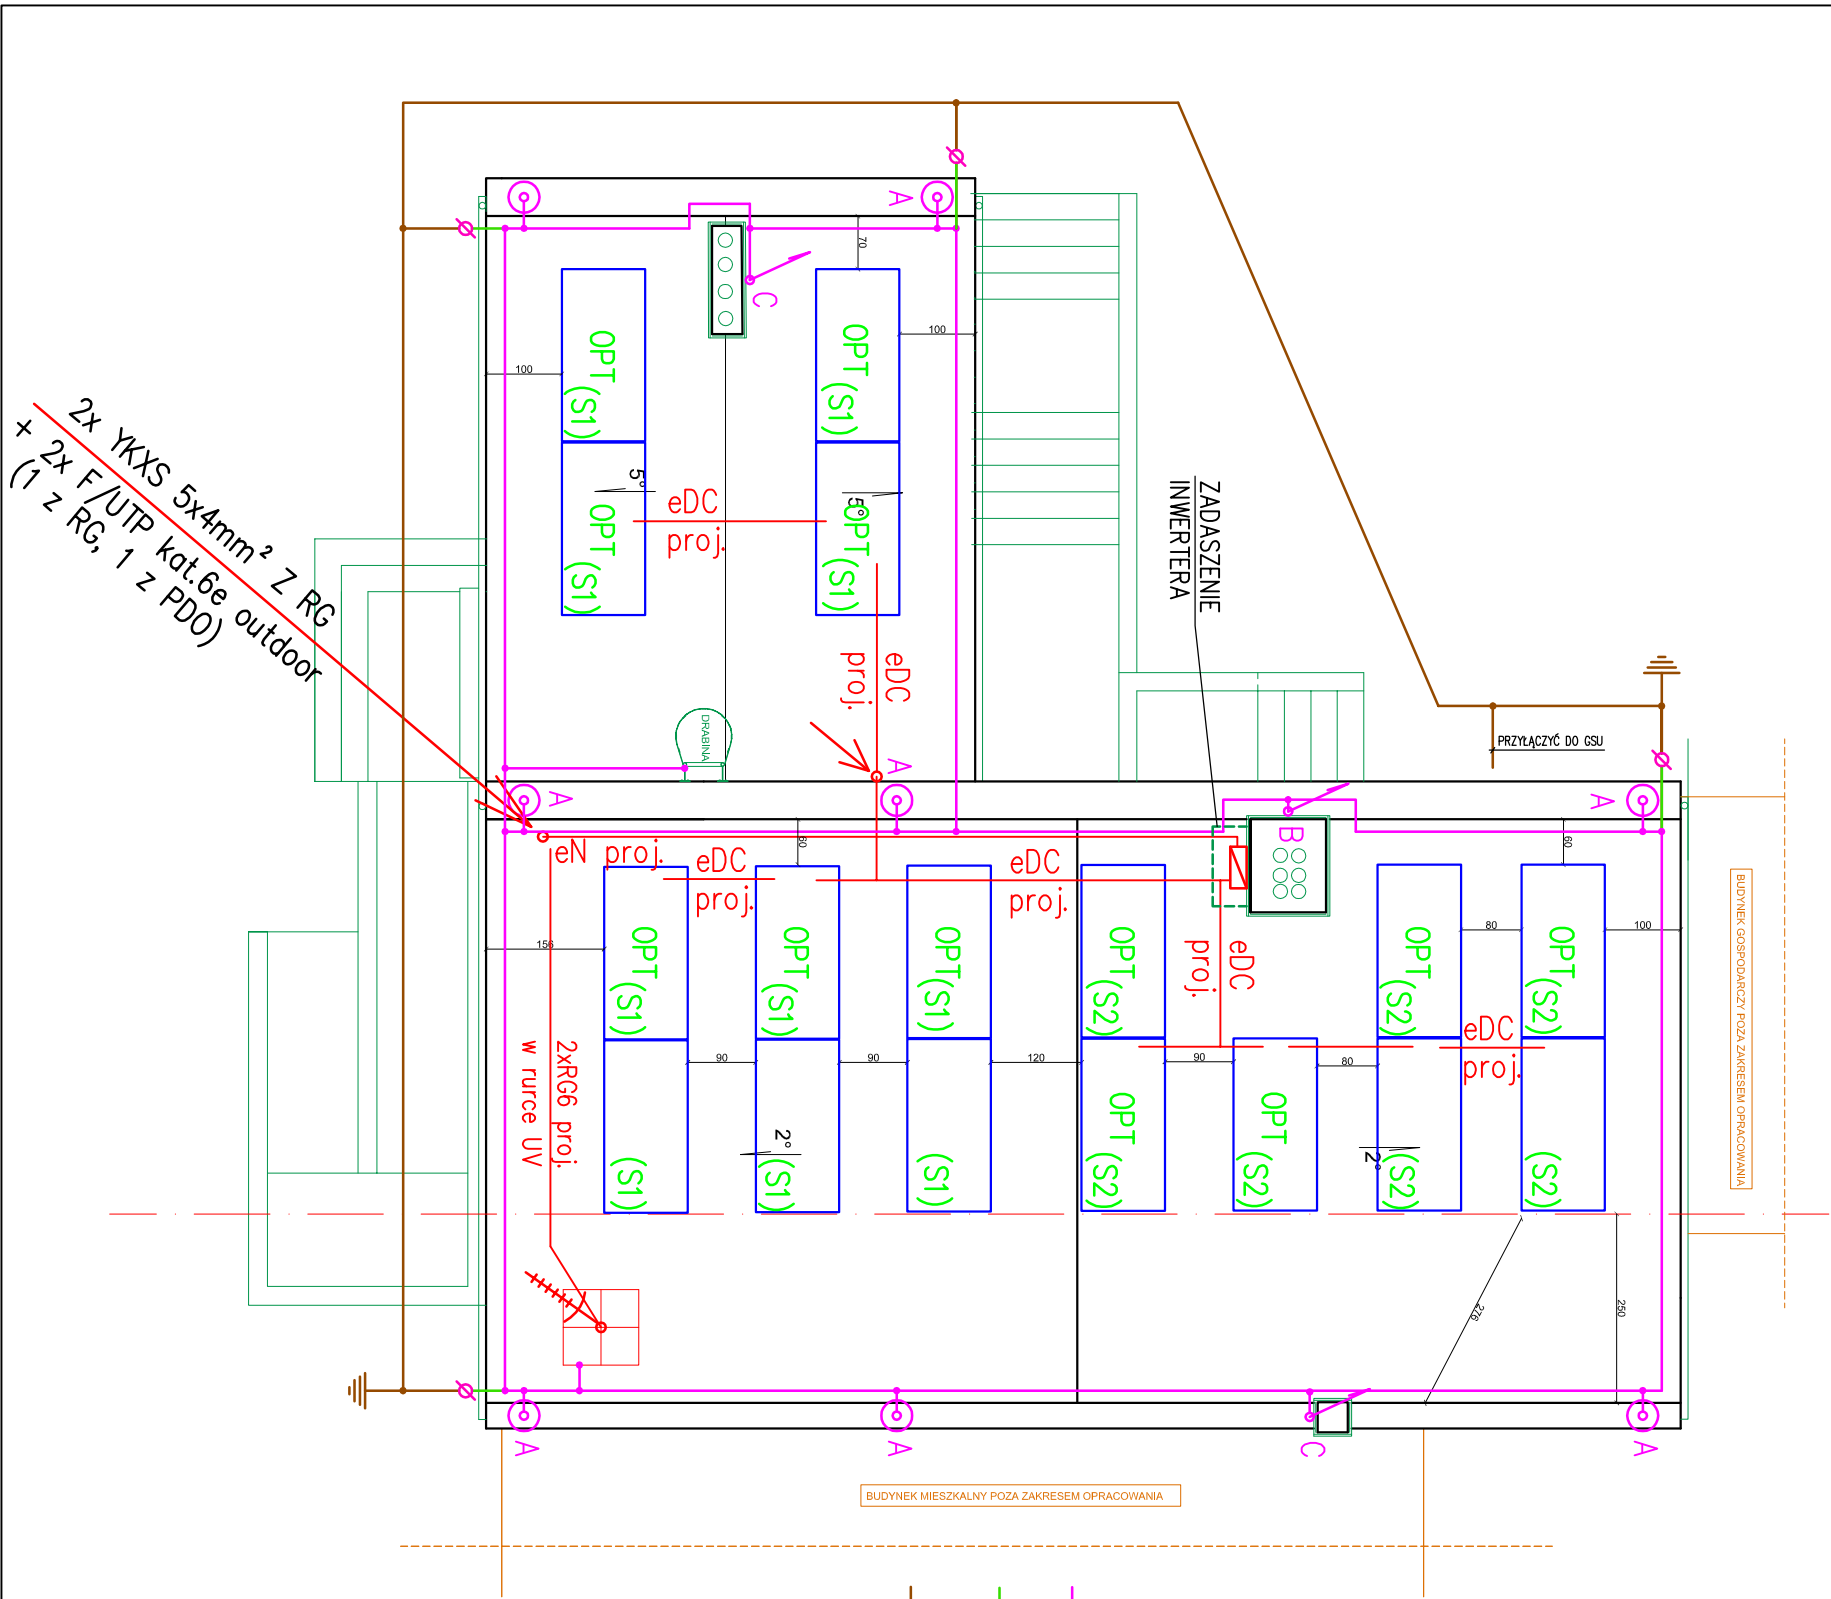 A
70
C
100
100
OPT
(S1)
OPT
(S1)
5°
OPT
(S1)
5°
OPT
(S1)
eDC
proj.
2x YKXS 5x4mm² Z RG
+ 2x F/UTP kat.6e outdoor
(1 z RG, 1 z PDO)
ZADASZENIE
INWERTERA
eDC
proj.
DRABINA
PRZYŁĄCZYĆ DO GSU
A
A
A
B
60
60
eN proj.
eDC
proj.
eDC
proj.
156
80
100
OPT
(S1)
OPT
(S1)
OPT
(S1)
OPT
(S2)
eDC
proj.
OPT
(S2)
OPT
(S2)
eDC
proj.
BUDYNEK GOSPODARCZY POZA ZAKRESEM OPRACOWANIA
2xRG6 proj.
w rurce UV
90
90
120
90
80
(S1)
2°
(S1)
(S1)
OPT
(S2)
OPT
(S2)
2°
(S2)
(S2)
276
250
A
A
C
A
BUDYNEK MIESZKALNY POZA ZAKRESEM OPRACOWANIA